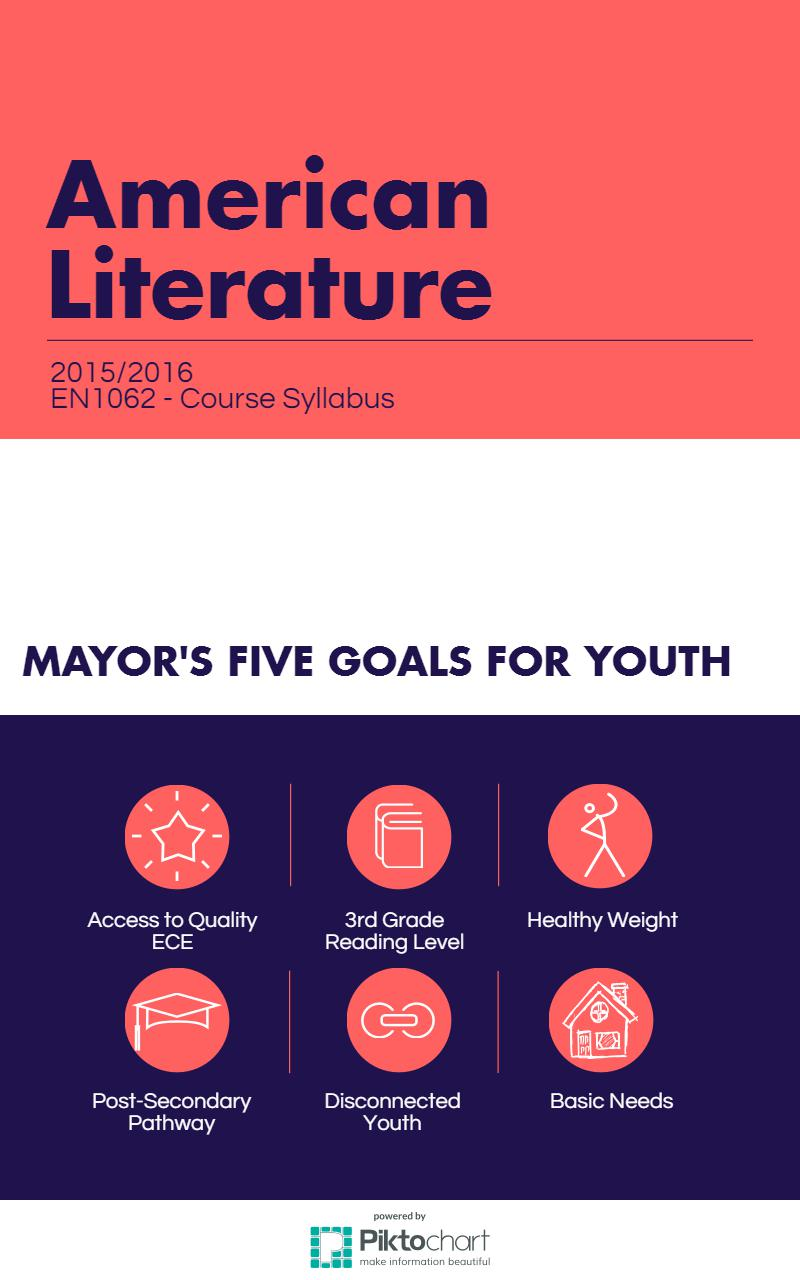 American
Literature
2015/2016
EN1062 - Course Syllabus
MAYOR'S FIVE GOALS FOR YOUTH
Access to Quality
ECE
3rd Grade
Reading Level
Healthy Weight
Post-Secondary
Pathway
Disconnected
Youth
Basic Needs
powered by
Piktochart
make information beautiful